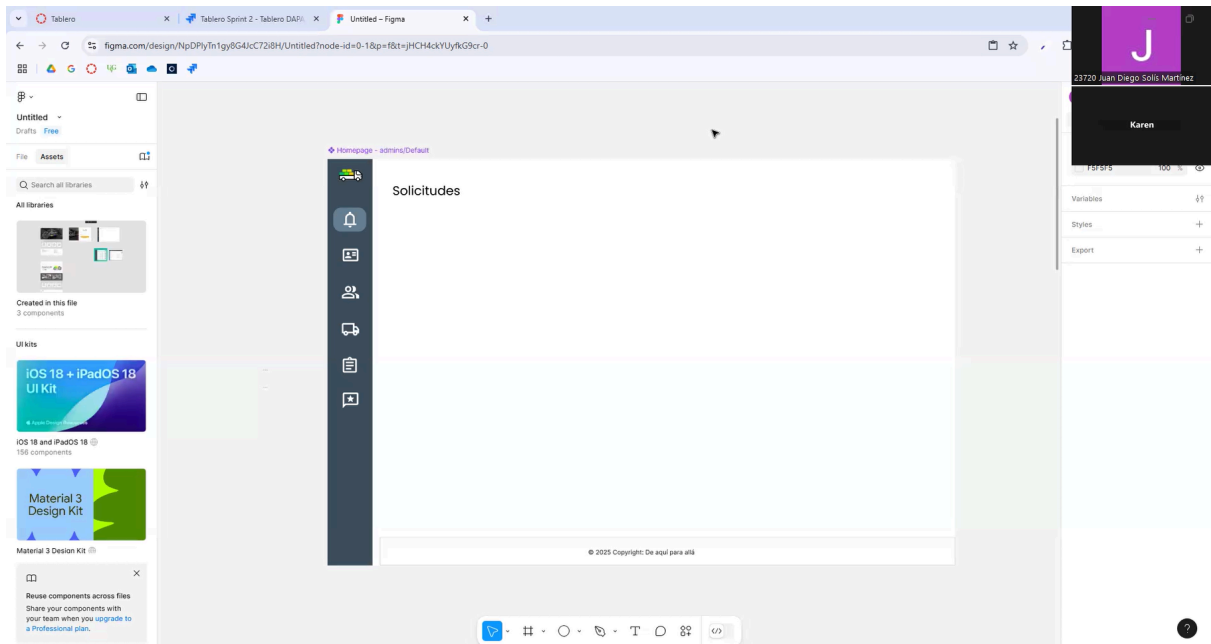 Tablero
Tablero Sprint 2 - Tablero DAPA
Untitled – Figma
figma.com/design/NpDPIyTn1gy8G4JcC72i8H/Untitled?node-id=0-1&p=f&t=jHCH4ckYUyfkG9cr-0
23720 Juan Diego Solís Martínez
Karen
Untitled
Drafts Free
File Assets
Search all libraries
All libraries
Created in this file
3 components
UI kits
iOS 18 + iPadOS 18
UI Kit
iOS 18 and iPadOS 18
156 components
Material 3
Design Kit
Material 3 Design Kit
Reuse components across files
Share your components with
your team when you upgrade to
a Professional plan.
Homepage - admins/Default
Solicitudes
© 2025 Copyright: De aquí para allá
F5F5F5 100 %
Variables
Styles
Export